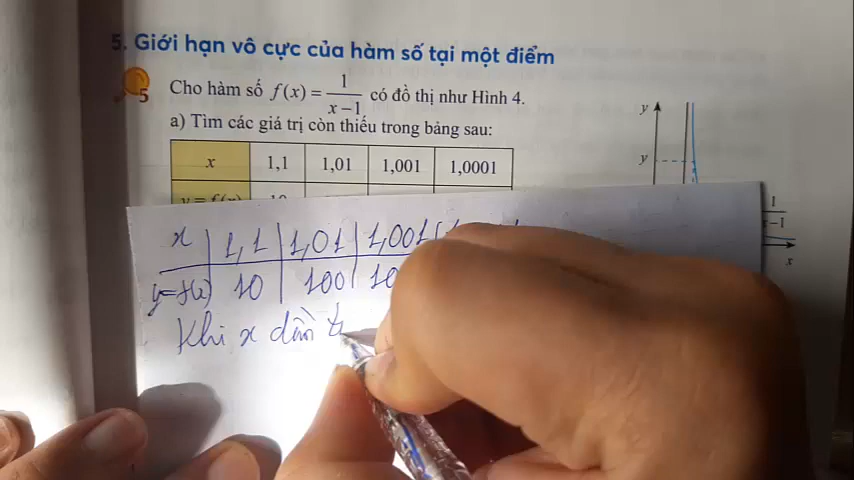 5. Giới hạn vô cực của hàm số tại một điểm
5
Cho hàm số f(x) = 1/(x−1) có đồ thị như Hình 4.
a) Tìm các giá trị còn thiếu trong bảng sau:
x 1,1 1,01 1,001 1,0001
y = f(x) 10
y
y
x
x 1,1 1,01 1,001
y=f(x) 10 100 10
Khi x dần